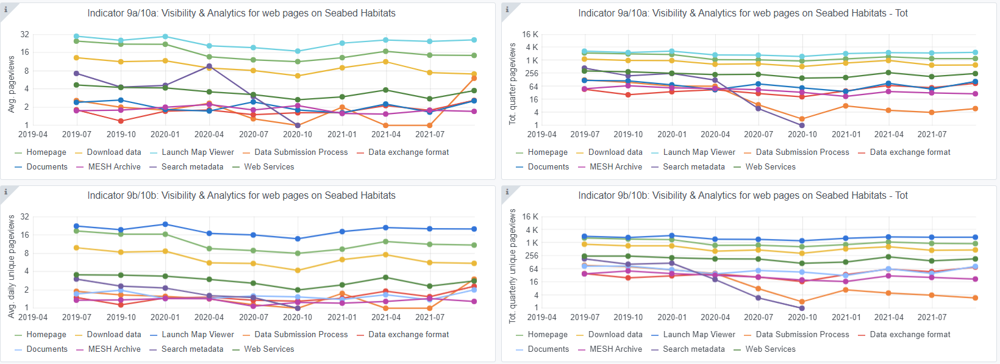 Indicator 9a/10a: Visibility & Analytics for web pages on Seabed Habitats
Avg. pageviews
32
16
8
4
2
1
2019-04 2019-07 2019-10 2020-01 2020-04 2020-07 2020-10 2021-01 2021-04 2021-07
Homepage Download data Launch Map Viewer Data Submission Process Data exchange format
Documents MESH Archive Search metadata Web Services
Indicator 9a/10a: Visibility & Analytics for web pages on Seabed Habitats - Tot
Tot. quarter pageviews
16 K
4 K
1 K
256
64
16
4
1
2019-04 2019-07 2019-10 2020-01 2020-04 2020-07 2020-10 2021-01 2021-04 2021-07
Homepage Download data Launch Map Viewer Data Submission Process Data exchange format
Documents MESH Archive Search metadata Web Services
Indicator 9b/10b: Visibility & Analytics for web pages on Seabed Habitats
Avg. daily unique pageviews
32
16
8
4
2
1
2019-04 2019-07 2019-10 2020-01 2020-04 2020-07 2020-10 2021-01 2021-04 2021-07
Homepage Download data Launch Map Viewer Data Submission Process Data exchange format
Documents MESH Archive Search metadata Web Services
Indicator 9b/10b: Visibility & Analytics for web pages on Seabed Habitats - Tot
Tot. quarterly unique pageviews
16 K
4 K
1 K
256
64
16
4
1
2019-04 2019-07 2019-10 2020-01 2020-04 2020-07 2020-10 2021-01 2021-04 2021-07
Homepage Download data Launch Map Viewer Data Submission Process Data exchange format
Documents MESH Archive Search metadata Web Services